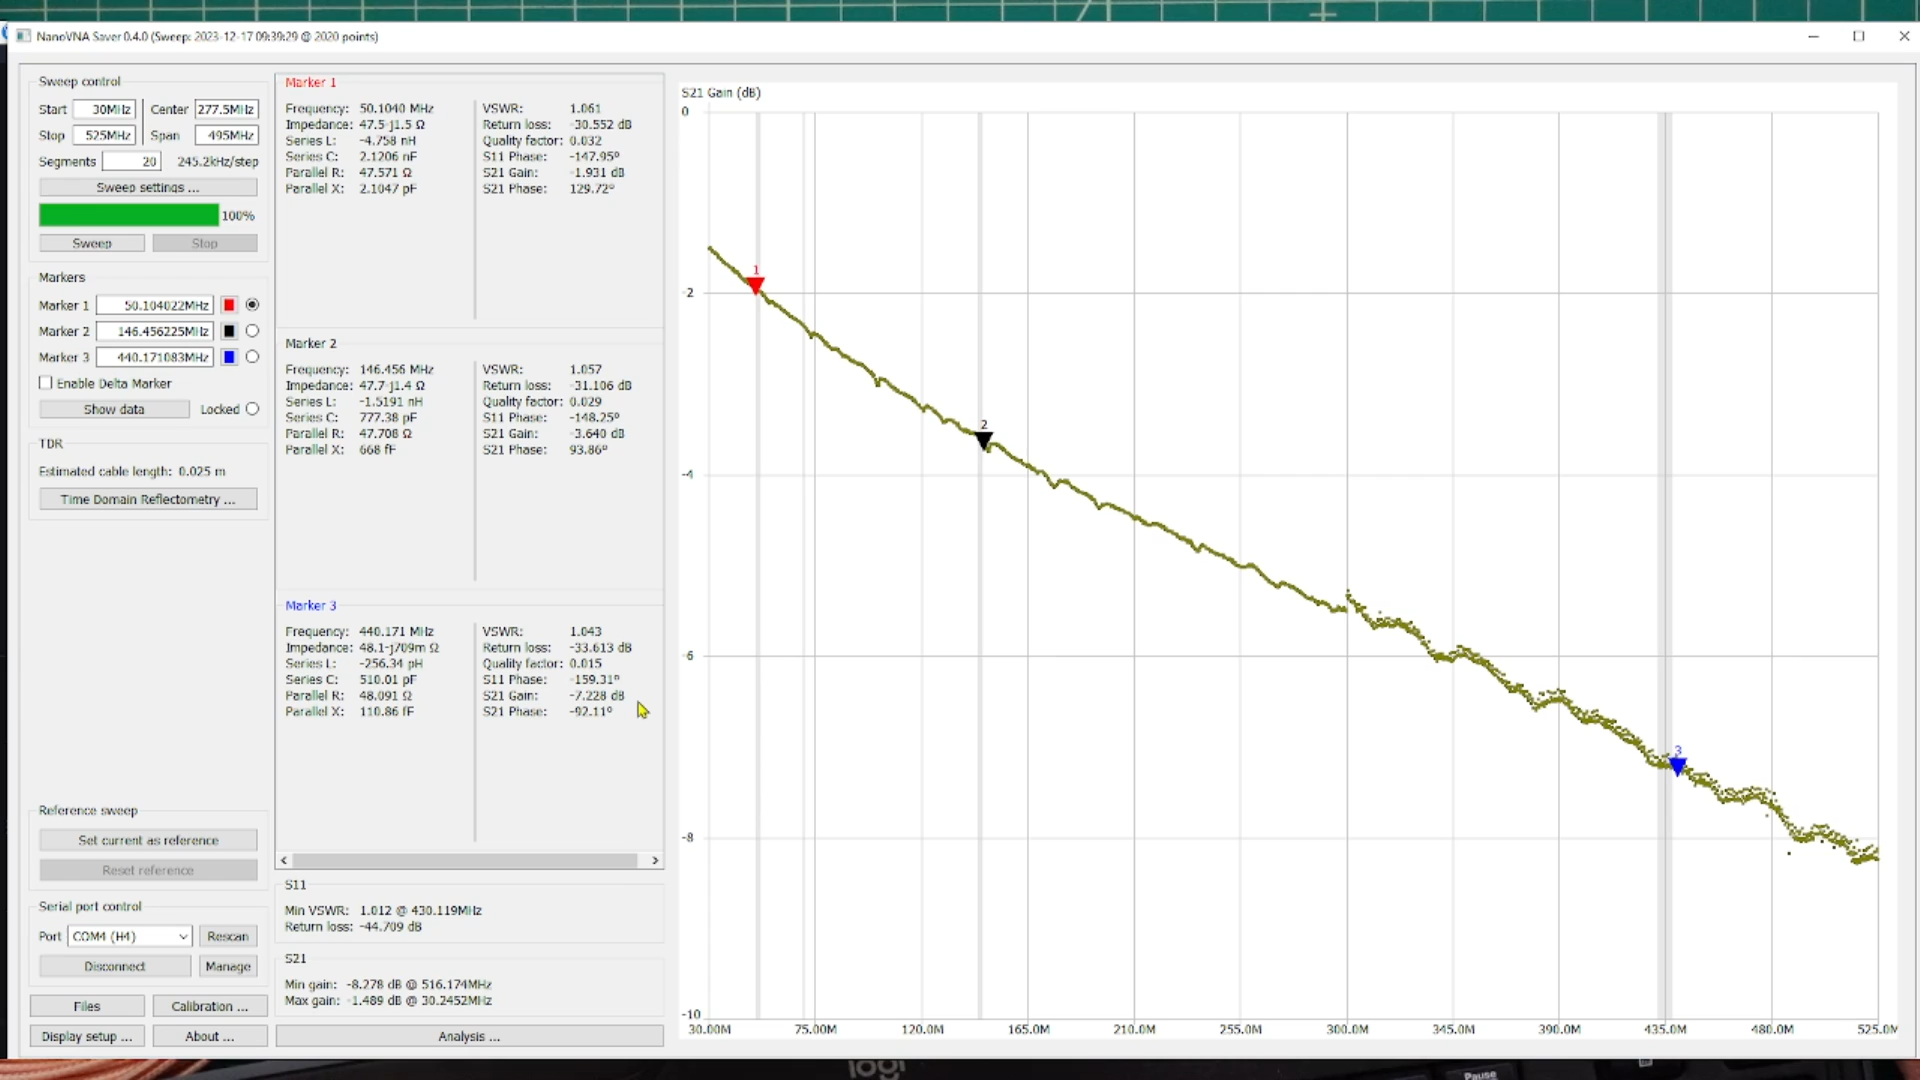 NanoVNA Saver 0.4.0 (Sweep: 2023-12-17 09:39:29 @ 2020 points)
Sweep control
Start 30MHz Center 277.5MHz
Stop 525MHz Span 495MHz
Segments 20 245.2kHz/step
Sweep settings ...
100%
Sweep Stop
Markers
Marker 1 50.104022MHz
Marker 2 146.456225MHz
Marker 3 440.171083MHz
Enable Delta Marker
Show data Locked
TDR
Estimated cable length: 0.025 m
Time Domain Reflectometry ...
Reference sweep
Set current as reference
Reset reference
Serial port control
Port COM4 (H4) Rescan
Disconnect Manage
Files Calibration ...
Display setup ... About ...
Marker 1
Frequency: 50.1040 MHz VSWR: 1.061
Impedance: 47.5-j1.5 Ω Return loss: -30.552 dB
Series L: -4.758 nH Quality factor: 0.032
Series C: 2.1206 nF S11 Phase: -147.95°
Parallel R: 47.571 Ω S21 Gain: -1.931 dB
Parallel X: 2.1047 pF S21 Phase: 129.72°
Marker 2
Frequency: 146.456 MHz VSWR: 1.057
Impedance: 47.7-j1.4 Ω Return loss: -31.106 dB
Series L: -1.5191 nH Quality factor: 0.029
Series C: 777.38 pF S11 Phase: -148.25°
Parallel R: 47.708 Ω S21 Gain: -3.640 dB
Parallel X: 668 fF S21 Phase: 93.86°
Marker 3
Frequency: 440.171 MHz VSWR: 1.043
Impedance: 48.1-j709m Ω Return loss: -33.613 dB
Series L: -256.34 pH Quality factor: 0.015
Series C: 510.01 pF S11 Phase: -159.31°
Parallel R: 48.091 Ω S21 Gain: -7.228 dB
Parallel X: 110.86 fF S21 Phase: -92.11°
S11
Min VSWR: 1.012 @ 430.119MHz
Return loss: -44.709 dB
S21
Min gain: -8.278 dB @ 516.174MHz
Max gain: -1.489 dB @ 30.2452MHz
Analysis ...
S21 Gain (dB)
0
1
-2
2
-4
-6
3
-8
-10
30.00M 75.00M 120.0M 165.0M 210.0M 255.0M 300.0M 345.0M 390.0M 435.0M 480.0M 525.0M
logi
Pause